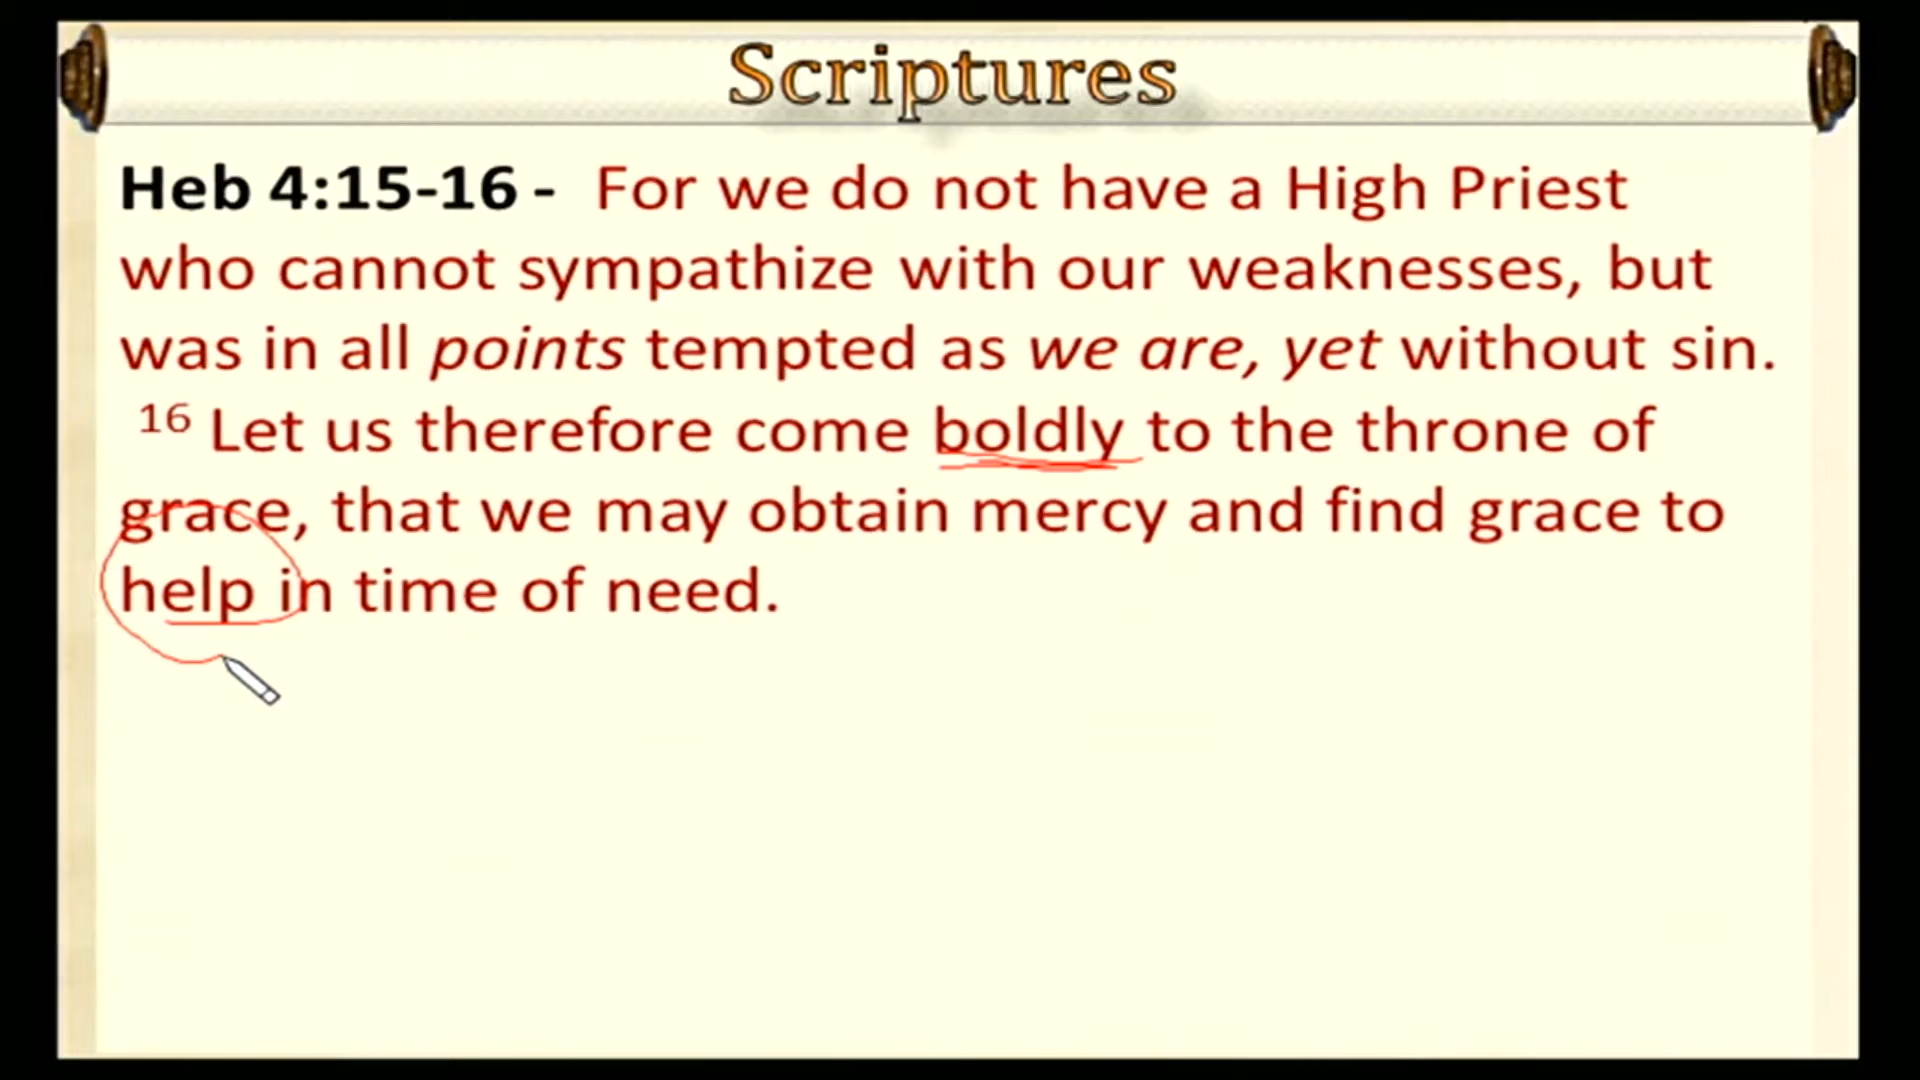 Scriptures
Heb 4:15-16 - For we do not have a High Priest
who cannot sympathize with our weaknesses, but
was in all points tempted as we are, yet without sin.
16 Let us therefore come boldly to the throne of
grace, that we may obtain mercy and find grace to
help in time of need.